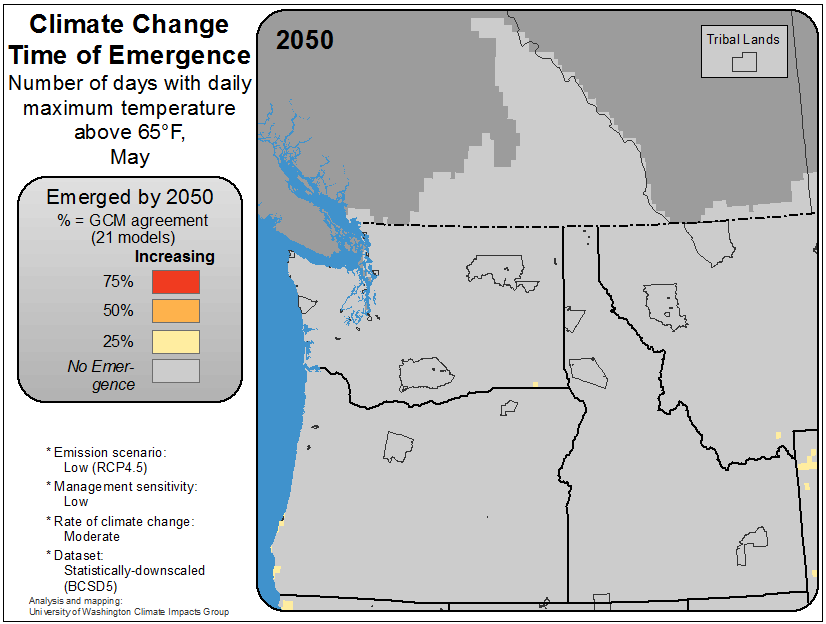 Climate Change
Time of Emergence
Number of days with daily
maximum temperature
above 65°F,
May
Emerged by 2050
% = GCM agreement
(21 models)
Increasing
75%
50%
25%
No Emer-
gence
* Emission scenario:
Low (RCP4.5)
* Management sensitivity:
Low
* Rate of climate change:
Moderate
* Dataset:
Statistically-downscaled
(BCSD5)
Analysis and mapping:
University of Washington Climate Impacts Group
2050
Tribal Lands